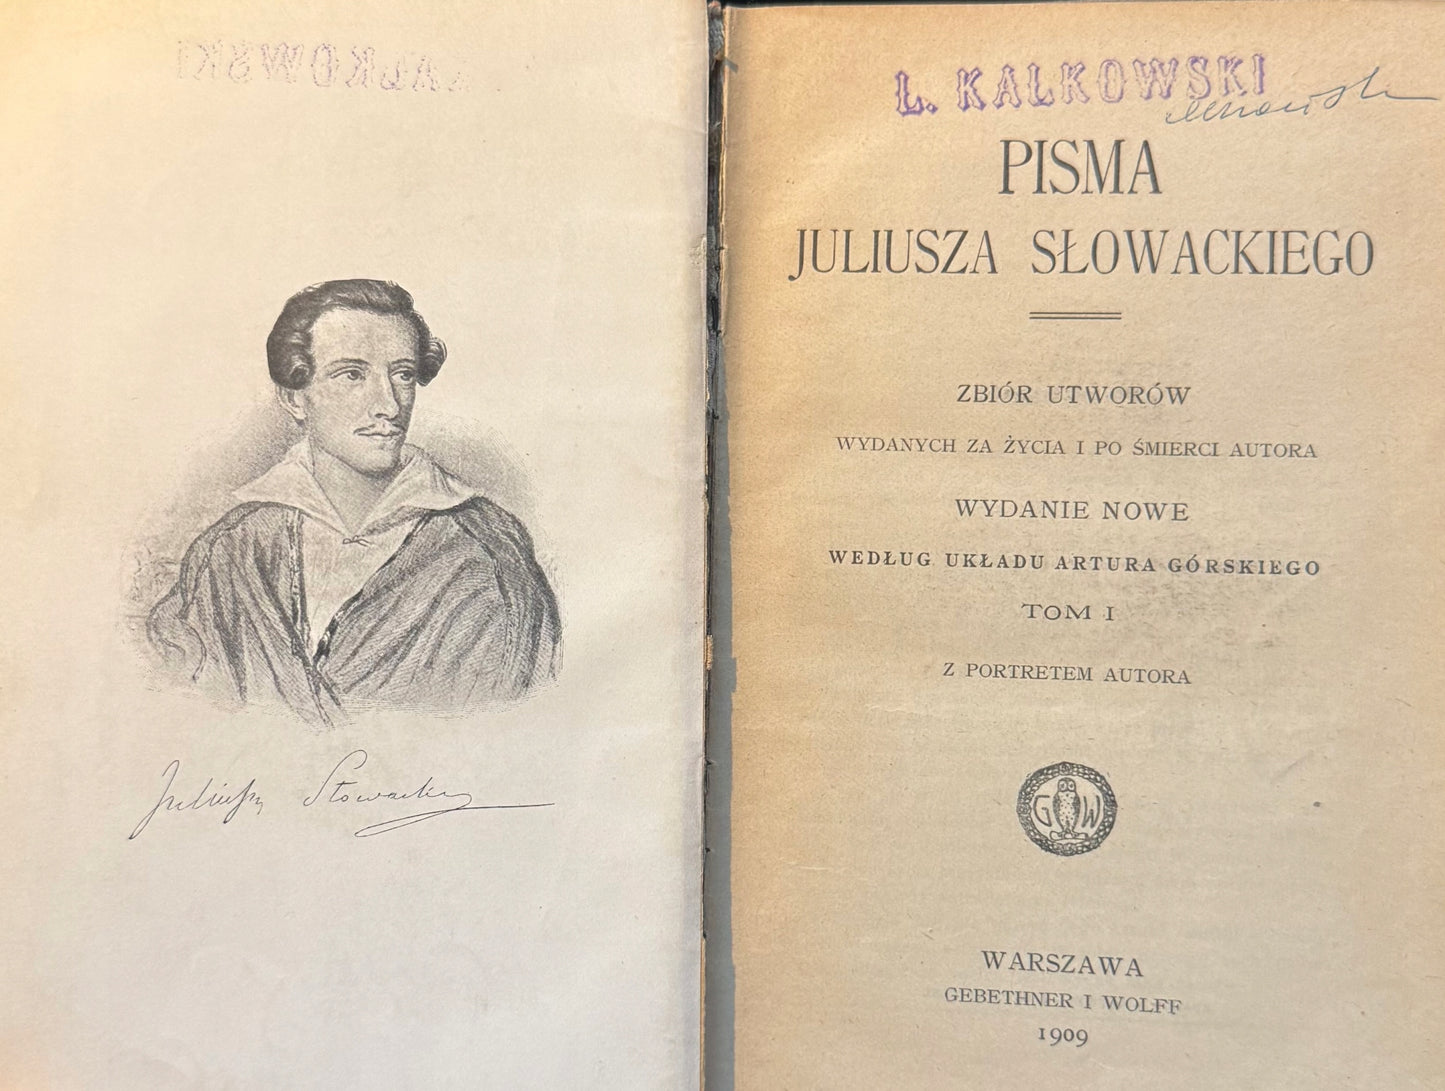 Juliusz Słowacki
Ł. KALKOWSKI
PISMA
JULIUSZA SŁOWACKIEGO
ZBIÓR UTWORÓW
WYDANYCH ZA ŻYCIA I PO ŚMIERCI AUTORA
WYDANIE NOWE
WEDŁUG UKŁADU ARTURA GÓRSKIEGO
TOM I
Z PORTRETEM AUTORA
G W
WARSZAWA
GEBETHNER I WOLFF
1909